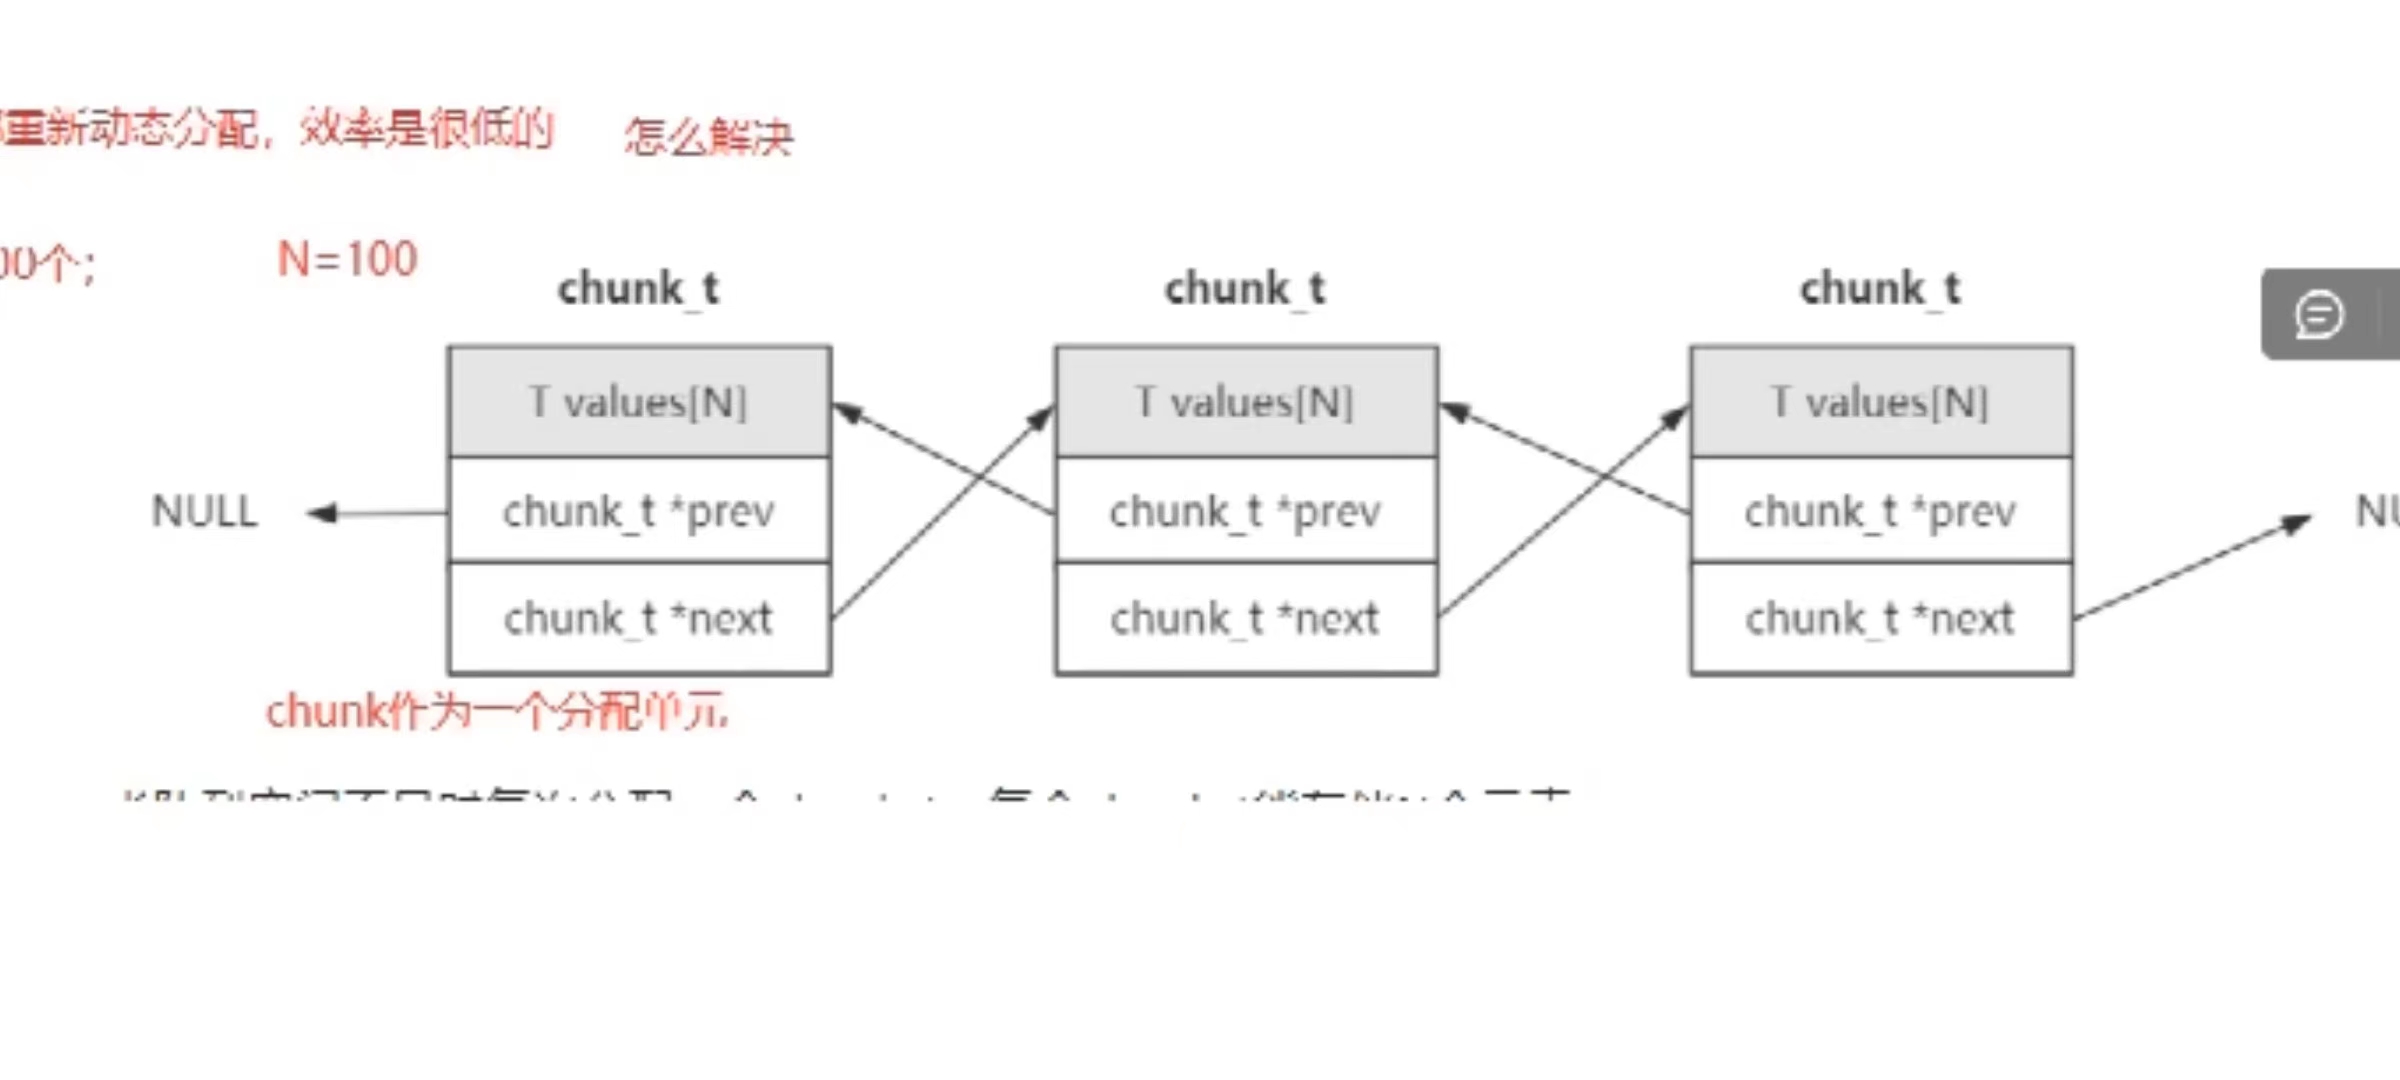 重新动态分配，效率是很低的 怎么解决
00个； N=100
chunk_t chunk_t chunk_t
T values[N] T values[N] T values[N]
NULL chunk_t *prev chunk_t *prev chunk_t *prev
chunk_t *next chunk_t *next chunk_t *next
chunk作为一个分配单元,